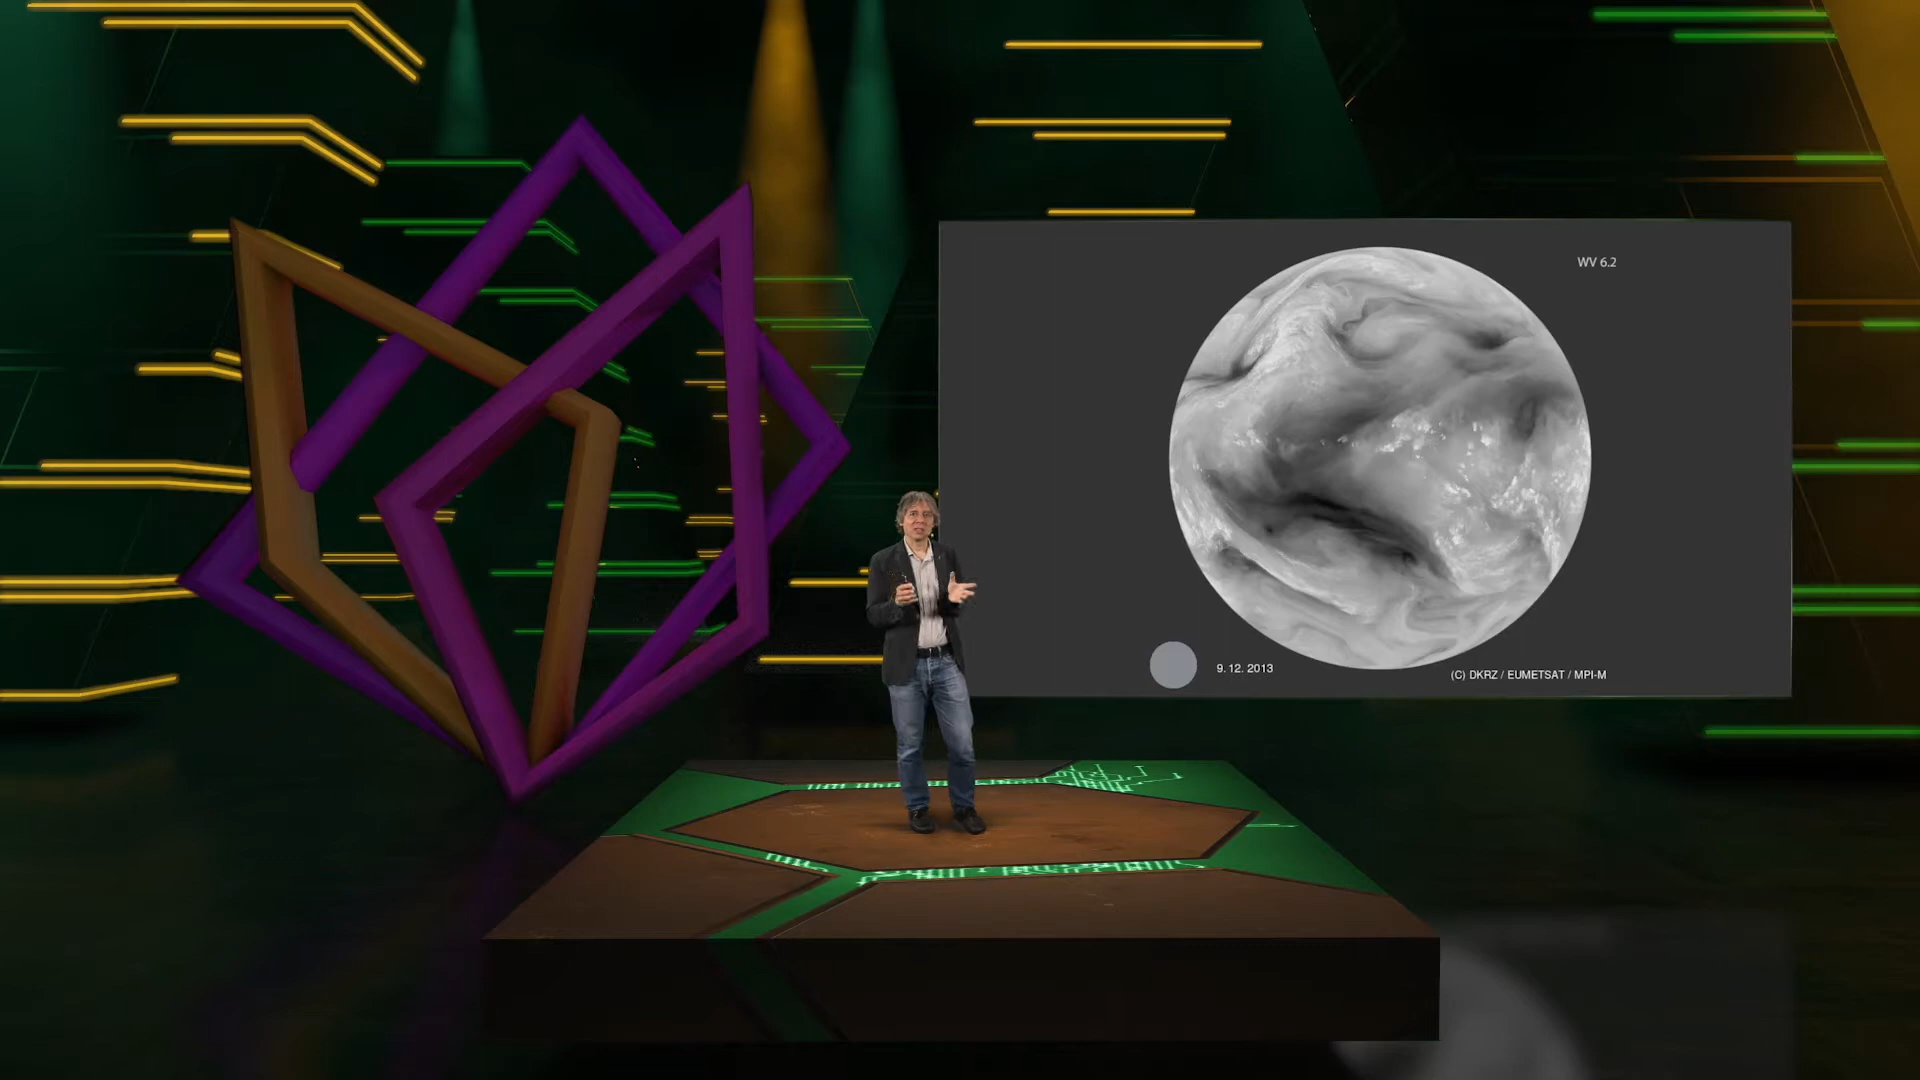 WV 6.2
9. 12. 2013
(C) DKRZ / EUMETSAT / MPI-M